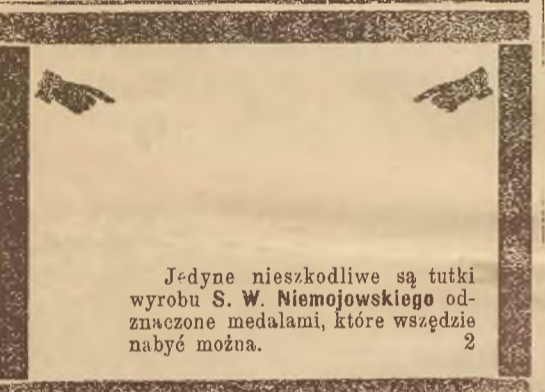 Jedyne nieszkodliwe są tutki
wyrobu S. W. Niemojowskiego od-
znaczone medalami, które wszędzie
nabyć można. 2